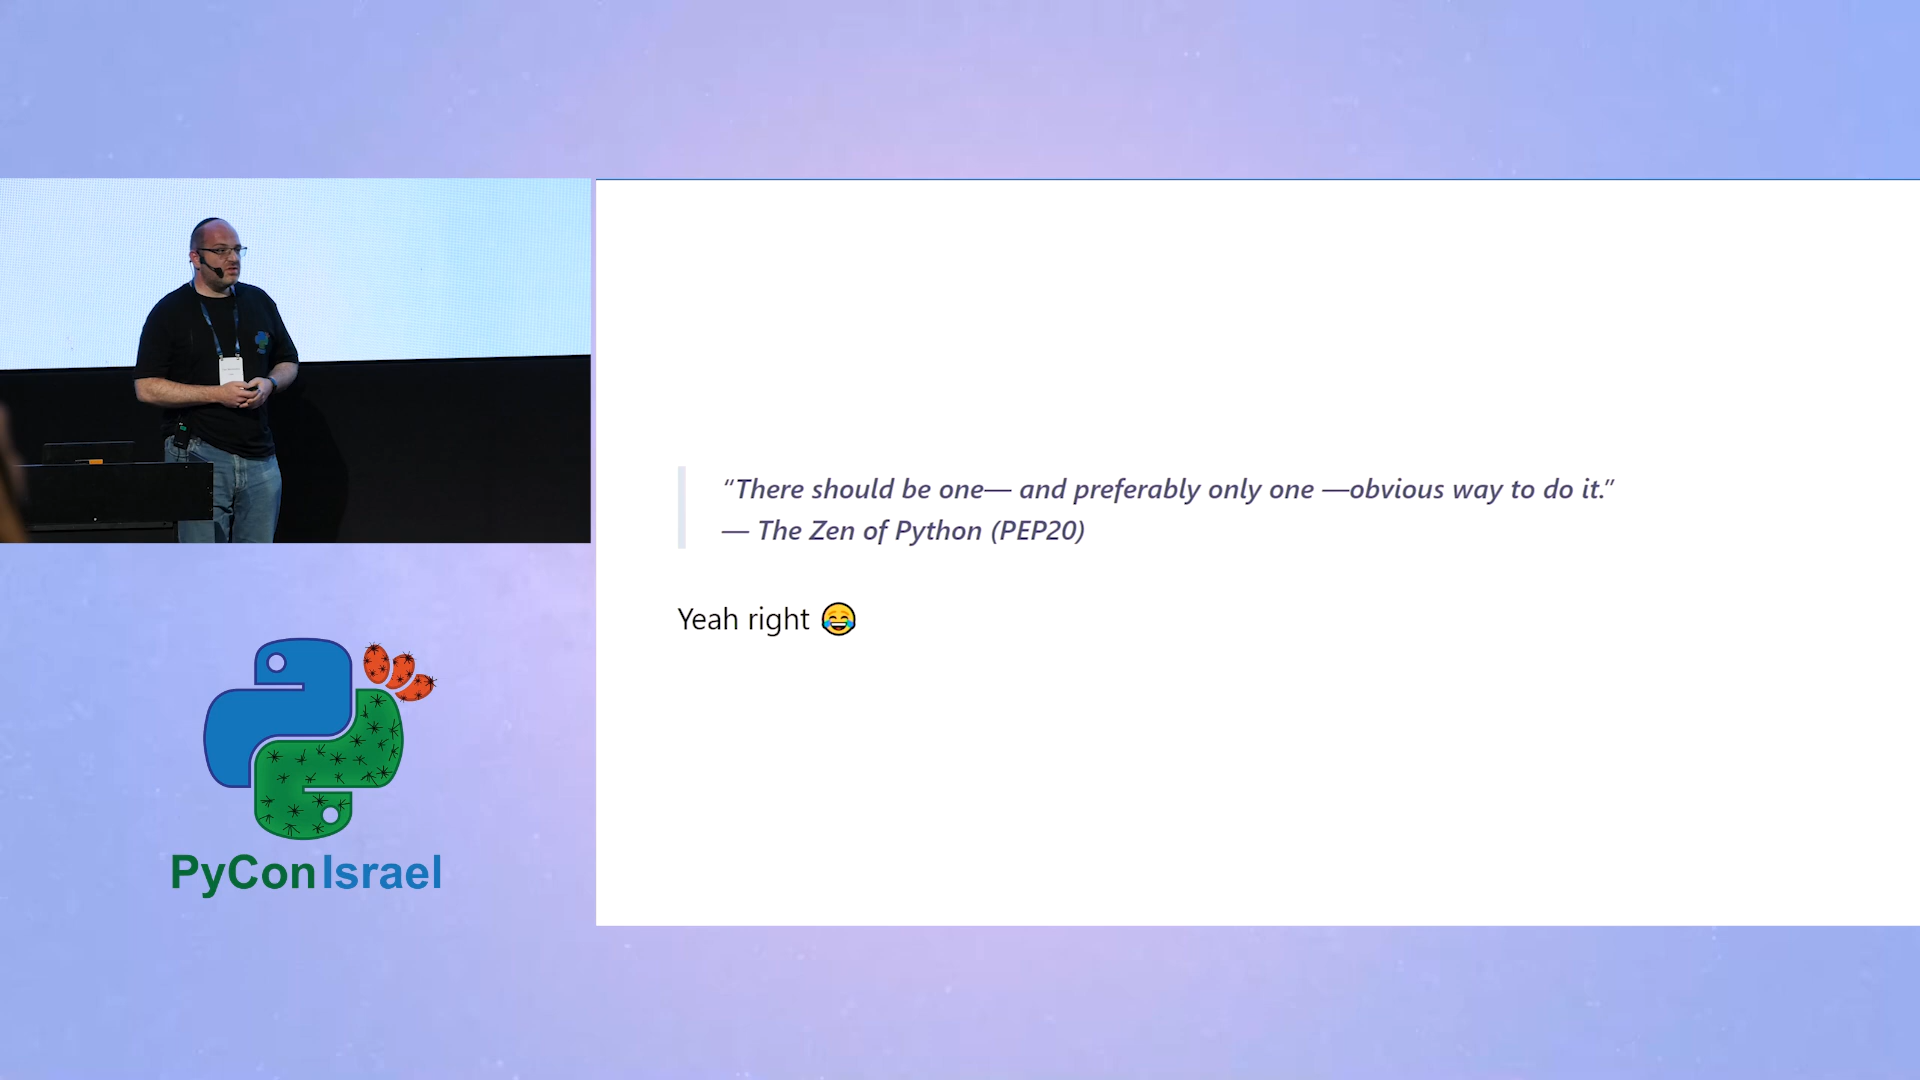 “There should be one— and preferably only one —obvious way to do it.”
— The Zen of Python (PEP20)
Yeah right 😂
PyConIsrael